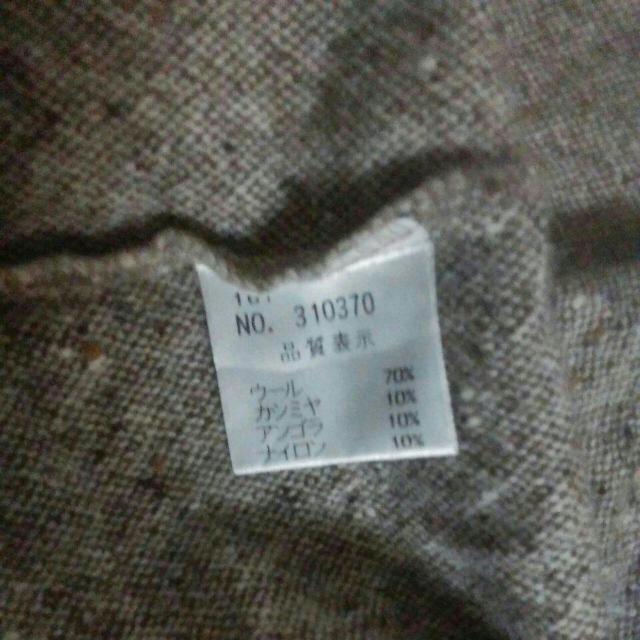 NO. 310370
品質表示
ウール 70%
カシミヤ 10%
アンゴラ 10%
ナイロン 10%